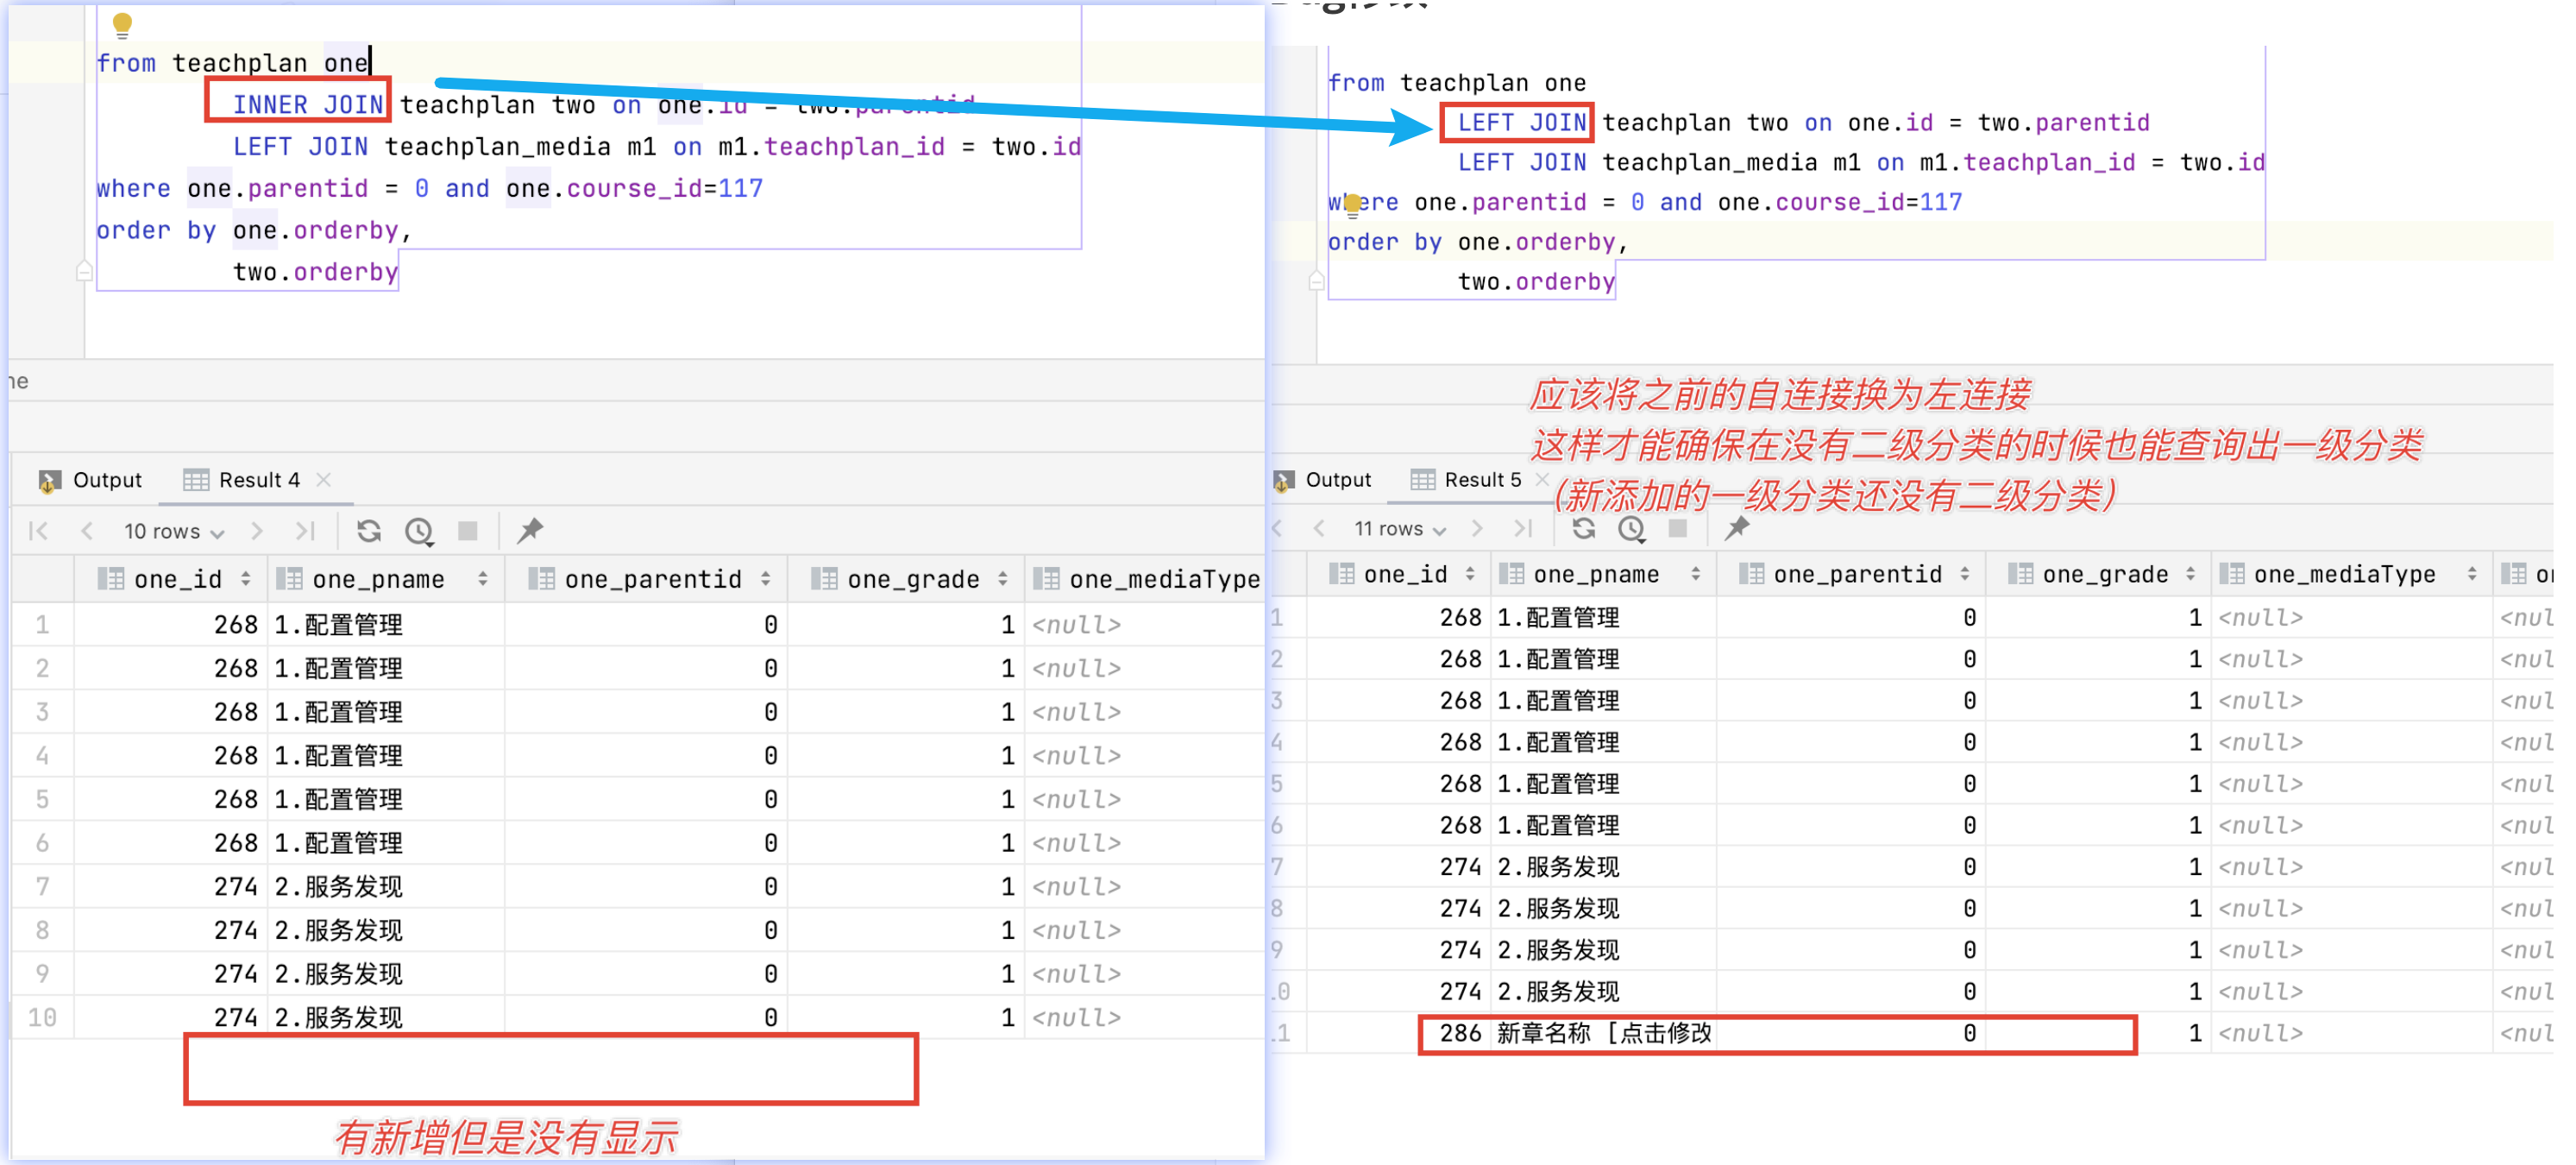 from teachplan one
INNER JOIN teachplan two on one.id = two.parentid
LEFT JOIN teachplan_media m1 on m1.teachplan_id = two.id
where one.parentid = 0 and one.course_id=117
order by one.orderby,
two.orderby
Output Result 4
10 rows
one_id one_pname one_parentid one_grade one_mediaType
1 268 1.配置管理 0 1 <null>
2 268 1.配置管理 0 1 <null>
3 268 1.配置管理 0 1 <null>
4 268 1.配置管理 0 1 <null>
5 268 1.配置管理 0 1 <null>
6 268 1.配置管理 0 1 <null>
7 274 2.服务发现 0 1 <null>
8 274 2.服务发现 0 1 <null>
9 274 2.服务发现 0 1 <null>
10 274 2.服务发现 0 1 <null>
有新增但是没有显示
from teachplan one
LEFT JOIN teachplan two on one.id = two.parentid
LEFT JOIN teachplan_media m1 on m1.teachplan_id = two.id
where one.parentid = 0 and one.course_id=117
order by one.orderby,
two.orderby
应该将之前的自连接换为左连接
这样才能确保在没有二级分类的时候也能查询出一级分类
(新添加的一级分类还没有二级分类)
Output Result 5
11 rows
one_id one_pname one_parentid one_grade one_mediaType
1 268 1.配置管理 0 1 <null> <nul
2 268 1.配置管理 0 1 <null> <nul
3 268 1.配置管理 0 1 <null> <nul
4 268 1.配置管理 0 1 <null> <nul
5 268 1.配置管理 0 1 <null> <nul
6 268 1.配置管理 0 1 <null> <nul
7 274 2.服务发现 0 1 <null> <nul
8 274 2.服务发现 0 1 <null> <nul
9 274 2.服务发现 0 1 <null> <nul
10 274 2.服务发现 0 1 <null> <nul
11 286 新章名称 [点击修改 0 1 <null> <nul